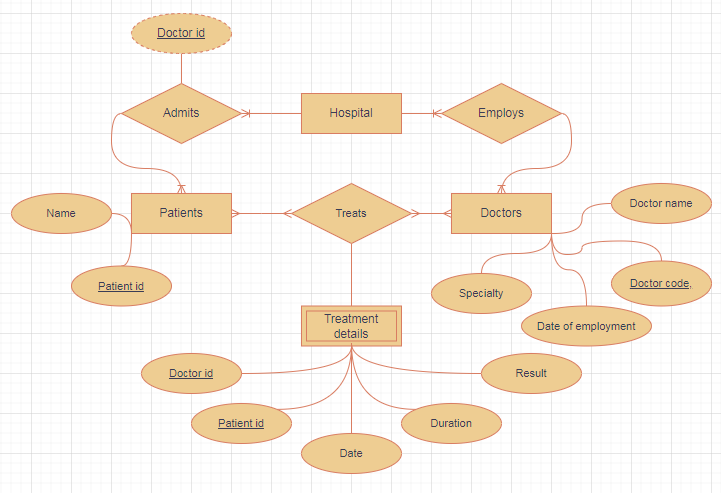 Doctor id
Admits
Hospital
Employs
Name
Patients
Treats
Doctors
Doctor name
Patient id
Specialty
Doctor code,
Treatment
details
Date of employment
Doctor id
Result
Patient id
Duration
Date